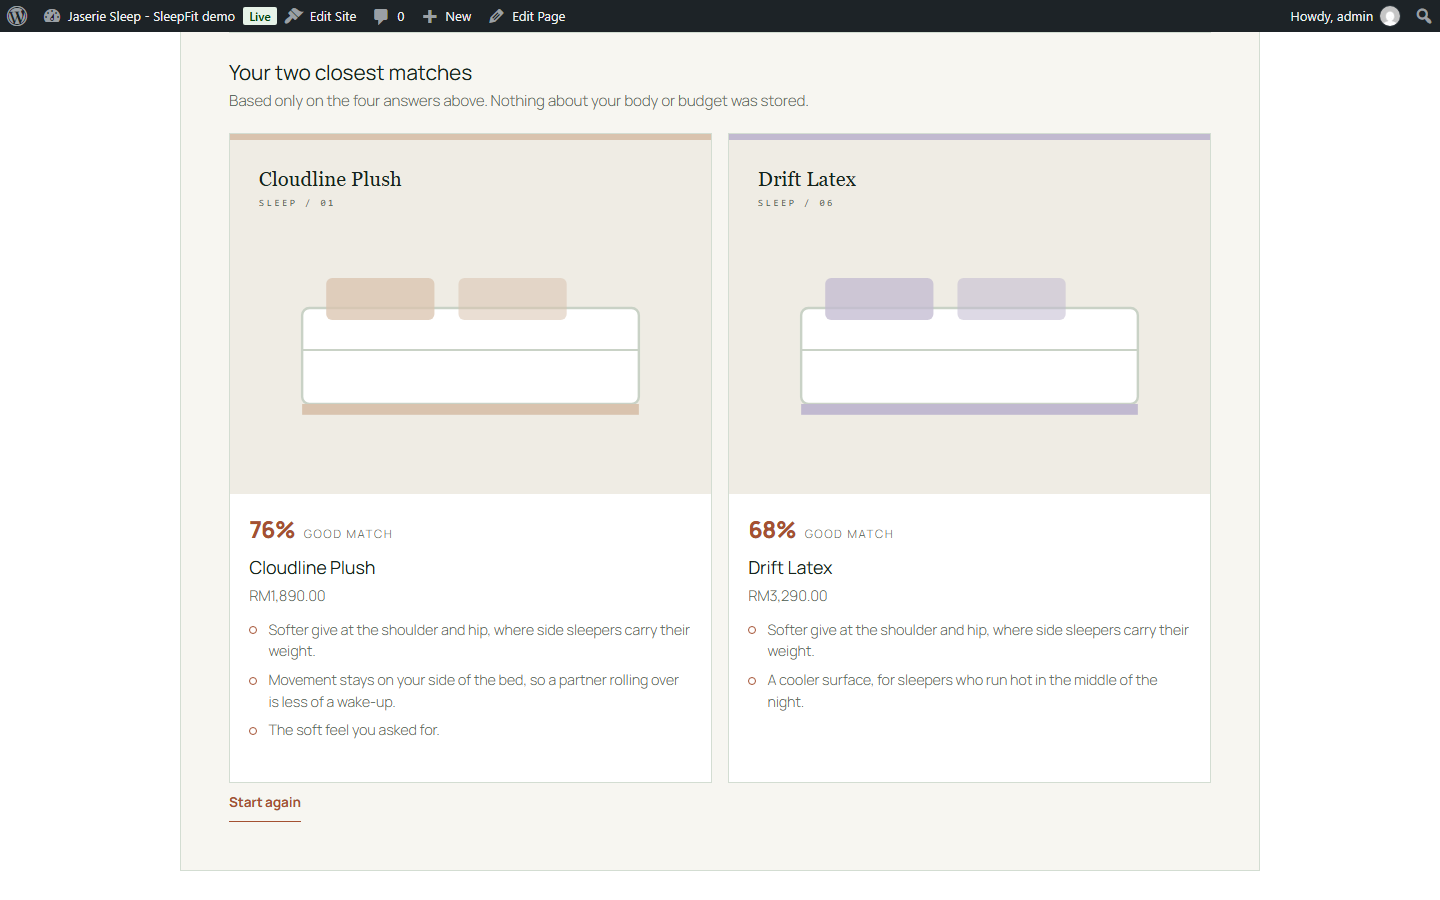 Jaserie Sleep - SleepFit demo Live Edit Site 0 New Edit Page Howdy, admin
Your two closest matches
Based only on the four answers above. Nothing about your body or budget was stored.
Cloudline Plush
SLEEP / 01
Drift Latex
SLEEP / 06
76% GOOD MATCH
Cloudline Plush
RM1,890.00
Softer give at the shoulder and hip, where side sleepers carry their
weight.
Movement stays on your side of the bed, so a partner rolling over
is less of a wake-up.
The soft feel you asked for.
68% GOOD MATCH
Drift Latex
RM3,290.00
Softer give at the shoulder and hip, where side sleepers carry their
weight.
A cooler surface, for sleepers who run hot in the middle of the
night.
Start again